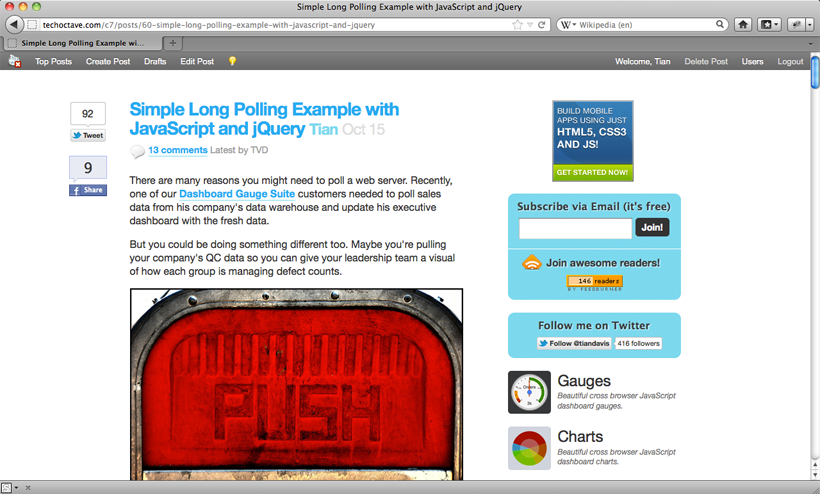 Simple Long Polling Example with JavaScript and jQuery
techoctave.com/c7/posts/60-simple-long-polling-example-with-javascript-and-jquery
Wikipedia (en)
Simple Long Polling Example wi...
Top Posts Create Post Drafts Edit Post Welcome, Tian Delete Post Users Logout
92
Tweet
9
Share
Simple Long Polling Example with
JavaScript and jQuery Tian Oct 15
13 comments Latest by TVD
There are many reasons you might need to poll a web server. Recently,
one of our Dashboard Gauge Suite customers needed to poll sales
data from his company's data warehouse and update his executive
dashboard with the fresh data.
But you could be doing something different too. Maybe you're pulling
your company's QC data so you can give your leadership team a visual
of how each group is managing defect counts.
PUSH
BUILD MOBILE
APPS USING JUST
HTML5, CSS3
AND JS!
GET STARTED NOW!
Subscribe via Email (it's free)
Join!
Join awesome readers!
146 readers
BY FEEDBURNER
Follow me on Twitter
Follow @tiandavis 416 followers
Gauges
Beautiful cross browser JavaScript
dashboard gauges.
Charts
Beautiful cross browser JavaScript
dashboard charts.